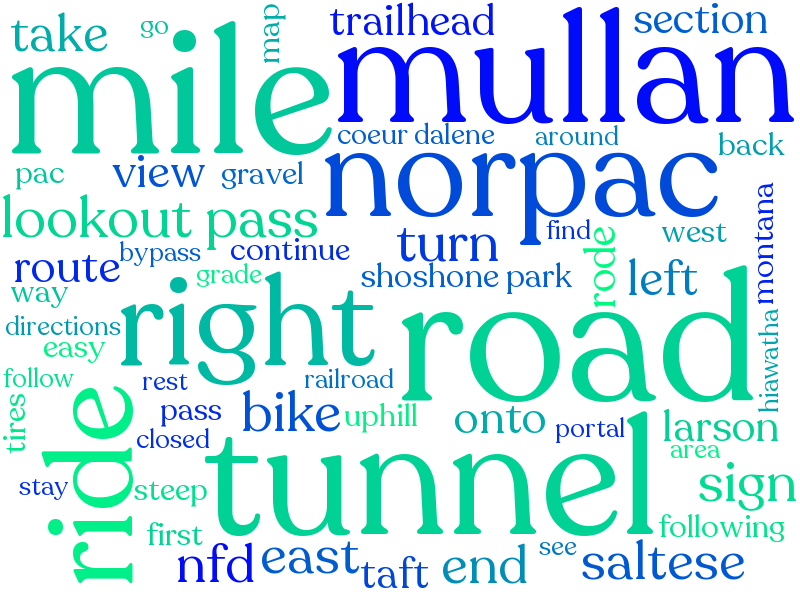 take
go
map
trailhead
section
mile
mullan
coeur dalene
around
back
pac
view
gravel
norpac
lookout pass
find
west
montana
turn
rode
route
bypass
continue
shoshone park
left
way
grade
right
road
directions
easy
hiawatha
follow
rest
railroad
tires
ride
pass
bike
uphill
onto
portal
larson
closed
tunnel
area
stay
steep
sign
first
following
nfd
east
taft
end
see
saltese